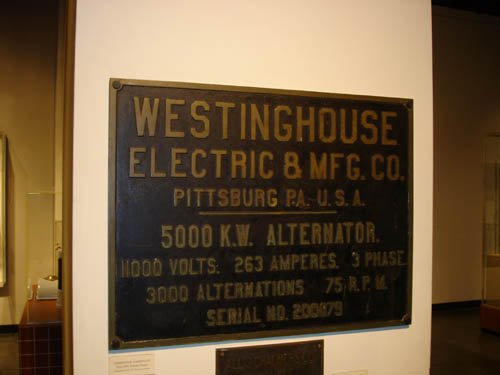 WESTINGHOUSE
ELECTRIC & MFG. CO.
PITTSBURG PA.- U.S.A.
5000 K.W. ALTERNATOR.
11000 VOLTS. 263 AMPERES. 3 PHASE
3000 ALTERNATIONS 75 R.P.M.
SERIAL NO.